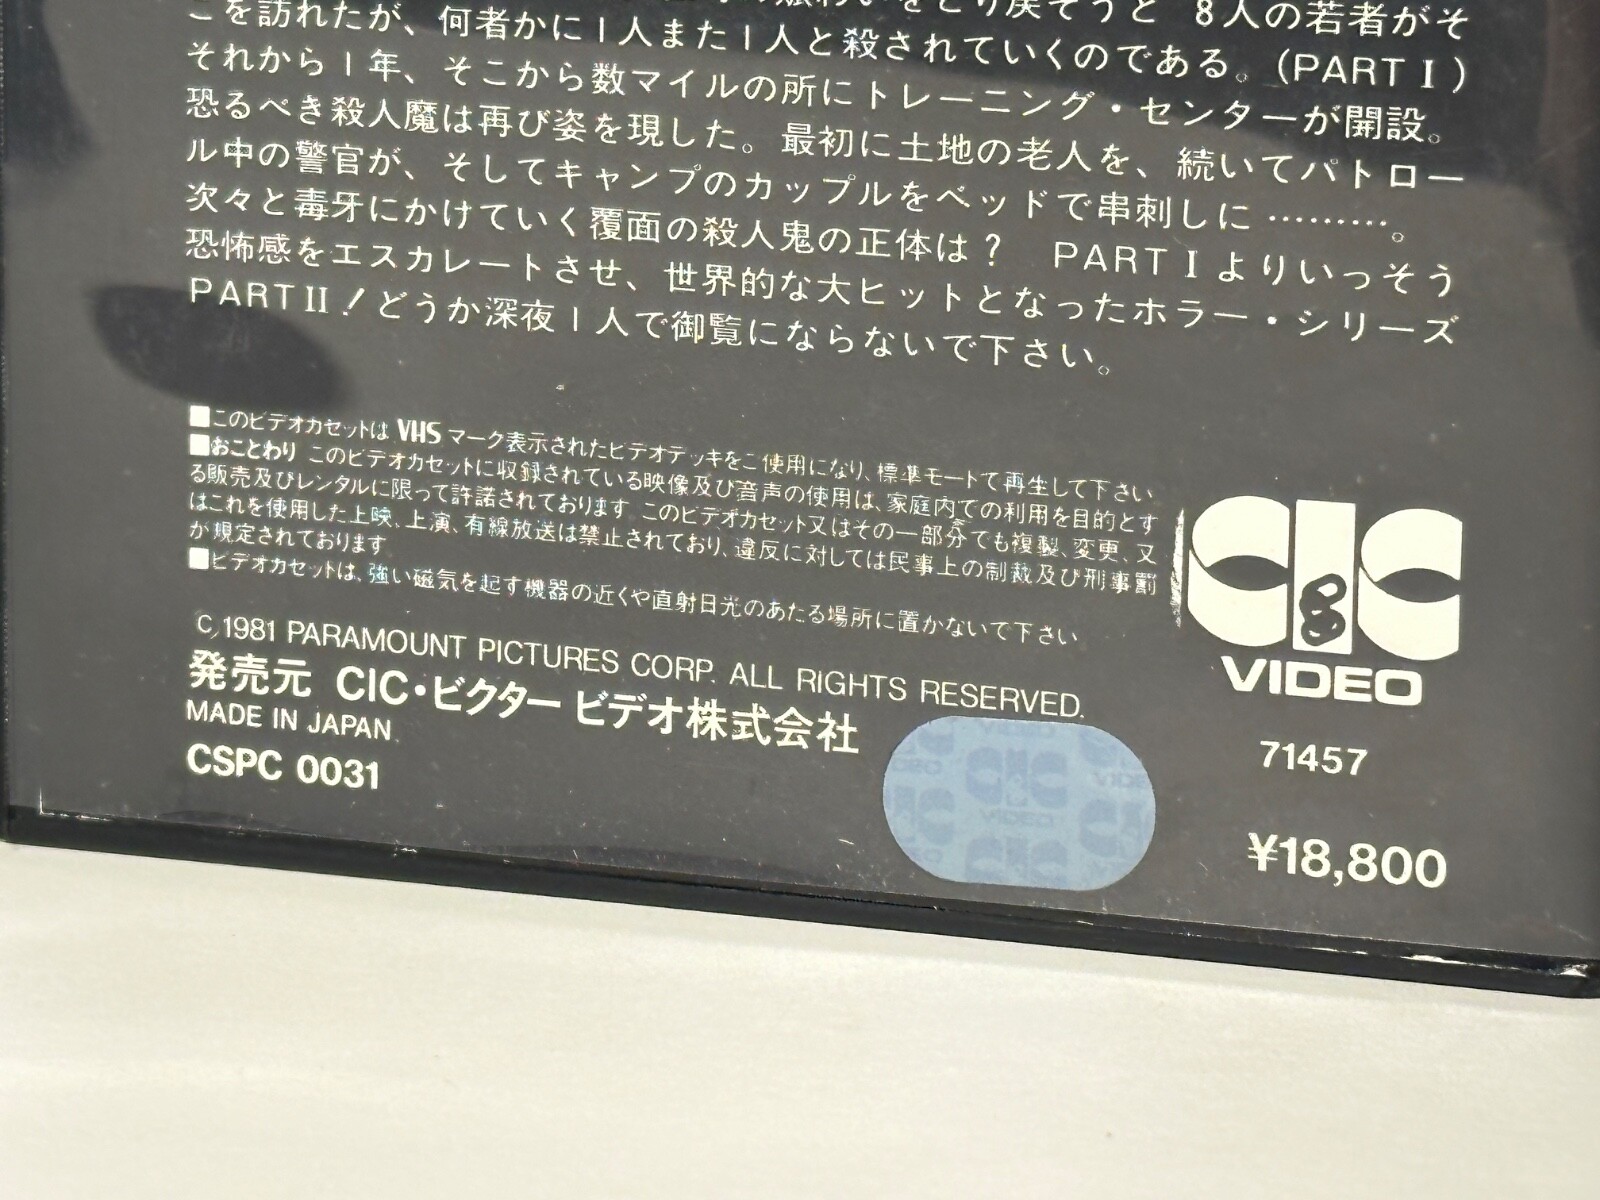 をとり戻そうと 8人の若者がそ
こを訪れたが、何者かに1人また1人と殺されていくのである。(PART I)
それから1年、そこから数マイルの所にトレーニング・センターが開設。
恐るべき殺人魔は再び姿を現した。最初に土地の老人を、続いてパトロー
ル中の警官が、そしてキャンプのカップルをベッドで串刺しに………。
次々と毒牙にかけていく覆面の殺人鬼の正体は? PART Iよりいっそう
恐怖感をエスカレートさせ、世界的な大ヒットとなったホラー・シリーズ
PART II!どうか深夜1人で御覧にならないで下さい。
■このビデオカセットは VHS マーク表示されたビデオデッキをご使用になり、標準モードで再生して下さい
■おことわり このビデオカセットに収録されている映像及び音声の使用は、家庭内での利用を目的とす
る販売及びレンタルに限って許諾されております このビデオカセット又はその一部分でも複製、変更、又
はこれを使用した上映、上演、有線放送は禁止されており、違反に対しては民事上の制裁及び刑事罰
が規定されております
■ビデオカセットは、強い磁気を起す機器の近くや直射日光のあたる場所に置かないで下さい
©1981 PARAMOUNT PICTURES CORP. ALL RIGHTS RESERVED.
発売元 CIC・ビクター ビデオ株式会社
MADE IN JAPAN.
CSPC 0031
CIC
VIDEO
71457
¥18,800
CIC
VIDEO